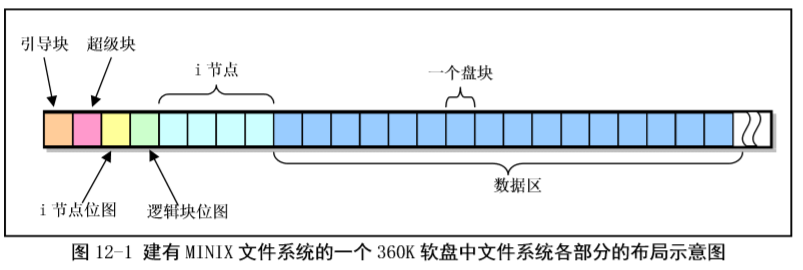 引导块 超级块
i 节点
一个盘块
数据区
i 节点位图 逻辑块位图
图 12-1 建有 MINIX 文件系统的一个 360K 软盘中文件系统各部分的布局示意图